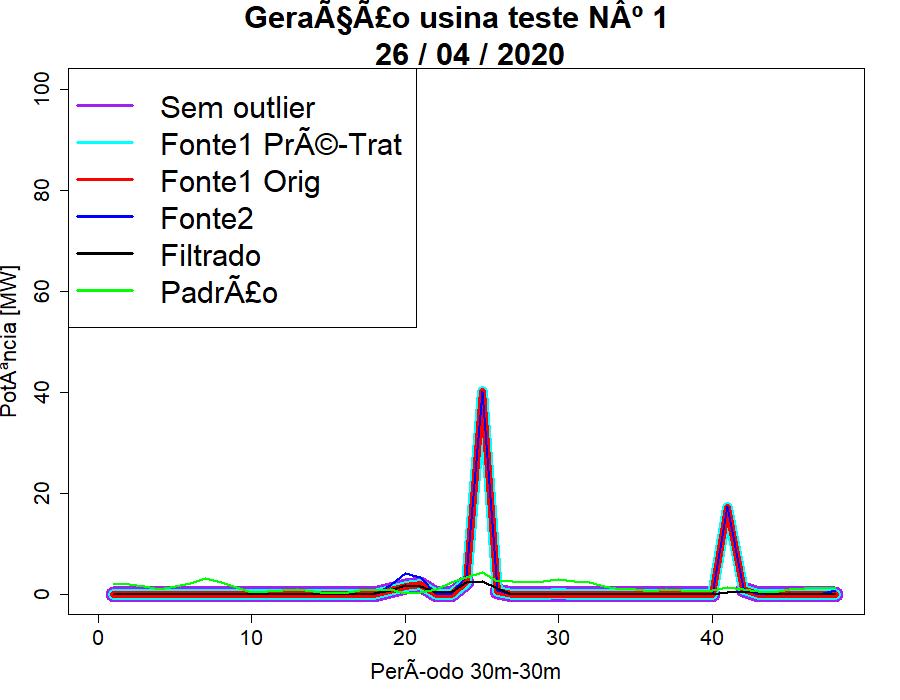 GeraÃ§Ã£o usina teste NÂº 1
26 / 04 / 2020
Sem outlier
Fonte1 PrÃ©-Trat
Fonte1 Orig
Fonte2
Filtrado
PadrÃ£o
PotÃªncia [MW]
100
80
60
40
20
0
0 10 20 30 40
PerÃ-odo 30m-30m